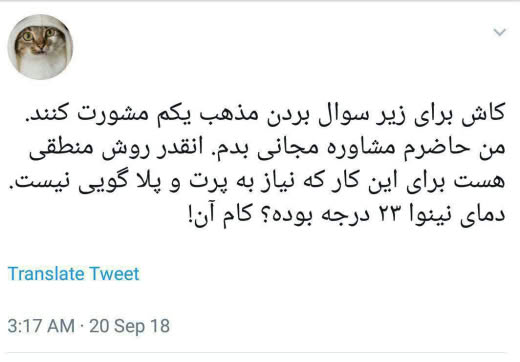 کاش برای زیر سوال بردن مذهب یکم مشورت کنند.
من حاضرم مشاوره مجانی بدم. انقدر روش منطقی
هست برای این کار که نیاز به پرت و پلا گویی نیست.
دمای نینوا ۲۳ درجه بوده؟ کام آن!
Translate Tweet
3:17 AM · 20 Sep 18